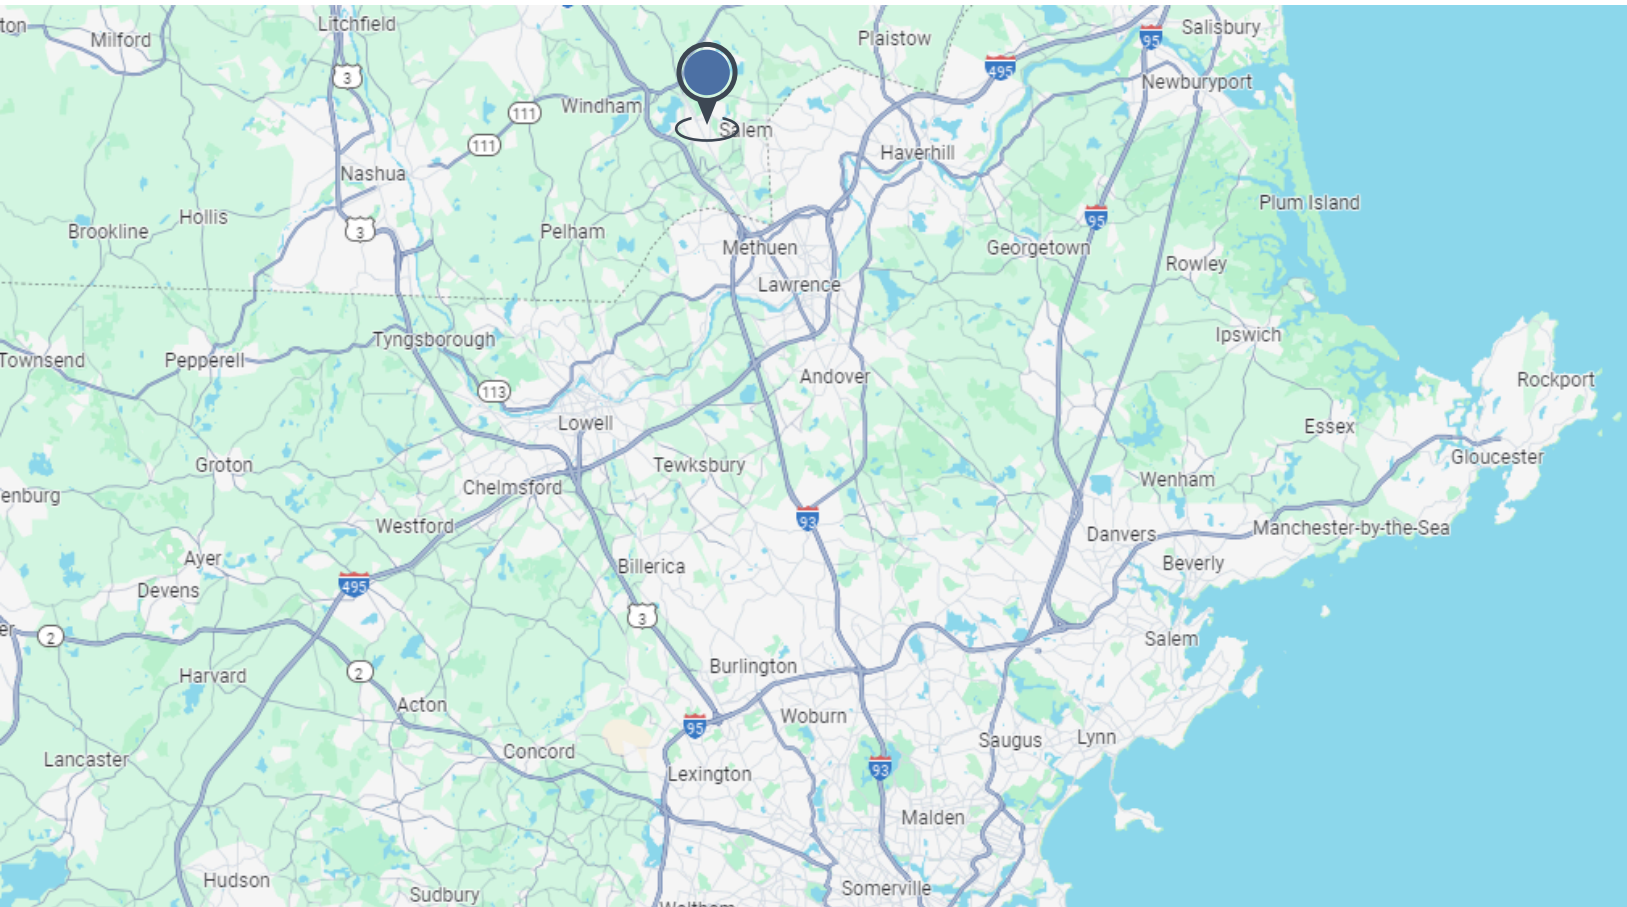 Litchfield
Milford
Plaistow
Salisbury
95
495
3
Newburyport
111
Windham
Salem
111
Haverhill
Nashua
Plum Island
Hollis
95
Brookline
3
Pelham
Methuen
Georgetown
Rowley
Lawrence
Tyngsborough
Ipswich
Townsend
Pepperell
Andover
Rockport
113
Lowell
Essex
Groton
Tewksbury
Gloucester
Chelmsford
Wenham
enburg
93
Westford
Danvers
Manchester-by-the-Sea
Ayer
Billerica
Beverly
Devens
495
3
2
Salem
Burlington
2
Harvard
Acton
Woburn
95
Saugus
Lynn
Concord
Lancaster
93
Lexington
Malden
Hudson
Somerville
Sudbury